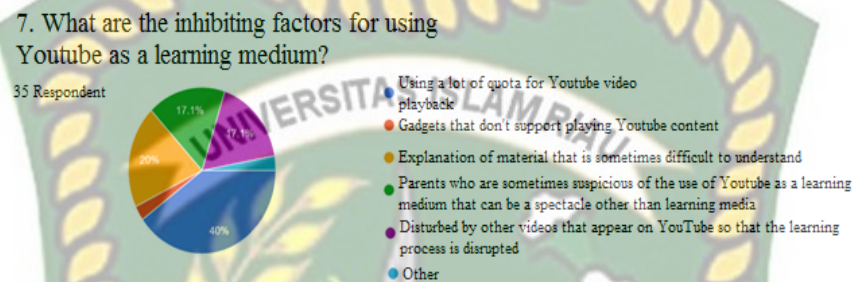 7. What are the inhibiting factors for using
Youtube as a learning medium?
35 Respondent
17.1%
17.1%
20%
40%
UNIVERSITAS ISLAM RIAU
Using a lot of quota for Youtube video
playback
Gadgets that don't support playing Youtube content
Explanation of material that is sometimes difficult to understand
Parents who are sometimes suspicious of the use of Youtube as a learning
medium that can be a spectacle other than learning media
Disturbed by other videos that appear on YouTube so that the learning
process is disrupted
Other